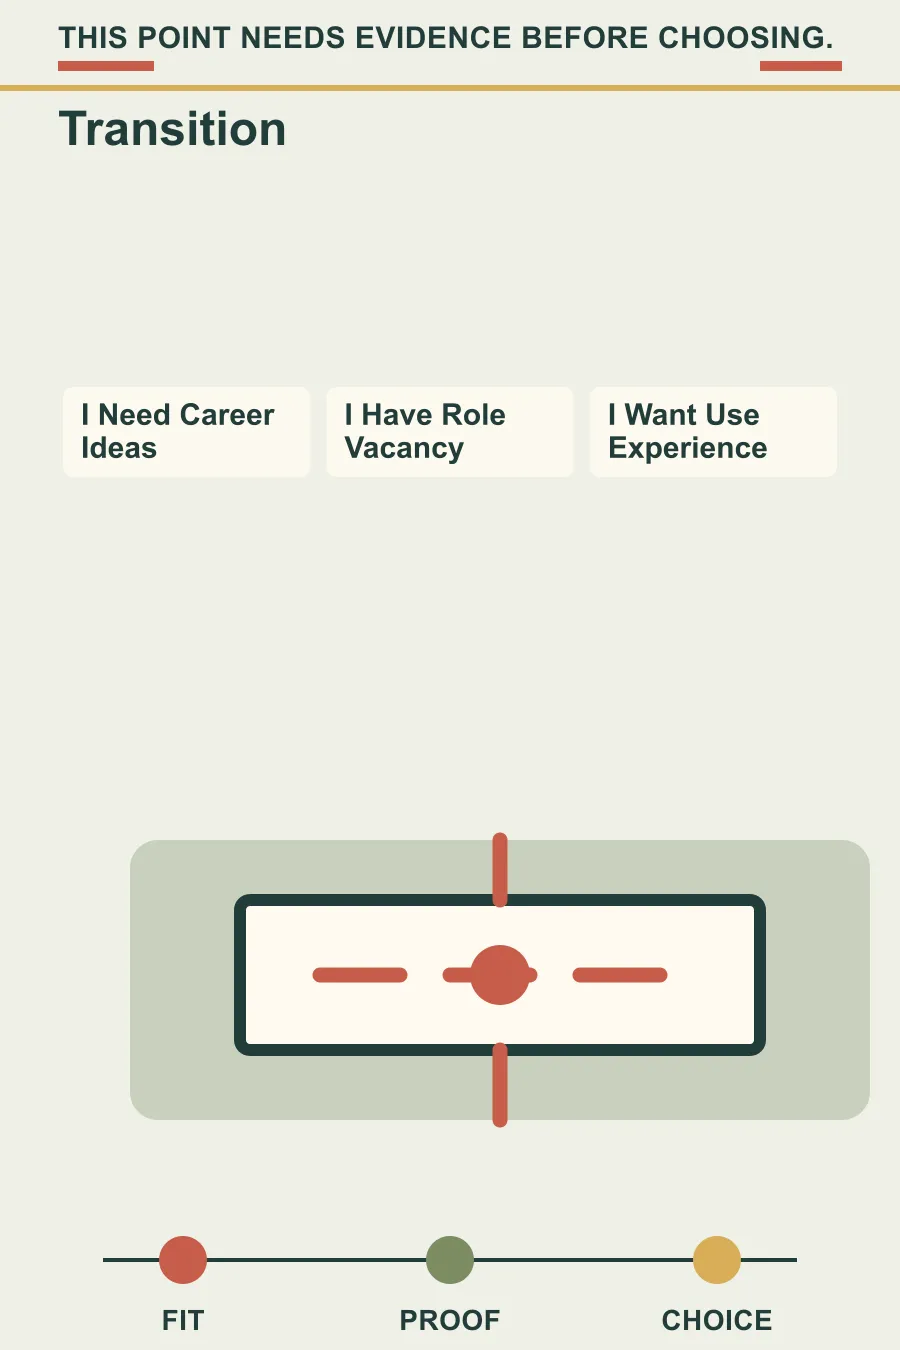 THIS POINT NEEDS EVIDENCE BEFORE CHOOSING.
Transition
I Need Career
Ideas
I Have Role
Vacancy
I Want Use
Experience
FIT
PROOF
CHOICE